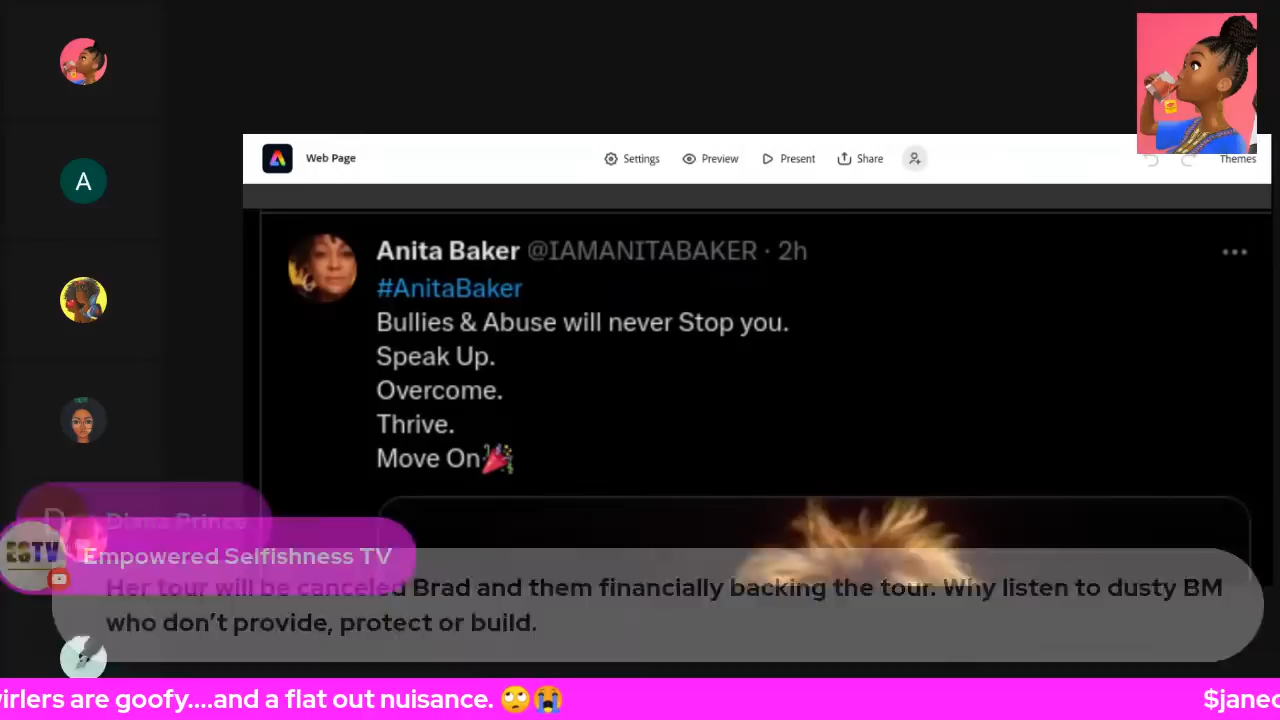 Web Page
Settings
Preview
Present
Share
Themes
A
Anita Baker @IAMANITABAKER · 2h
#AnitaBaker
Bullies & Abuse will never Stop you.
Speak Up.
Overcome.
Thrive.
Move On🎉
D
Diana Prince
ESTV
Empowered Selfishness TV
Her tour will be canceled Brad and them financially backing the tour. Why listen to dusty BM
who don’t provide, protect or build.
irlers are goofy....and a flat out nuisance. 🙄😭
$janec